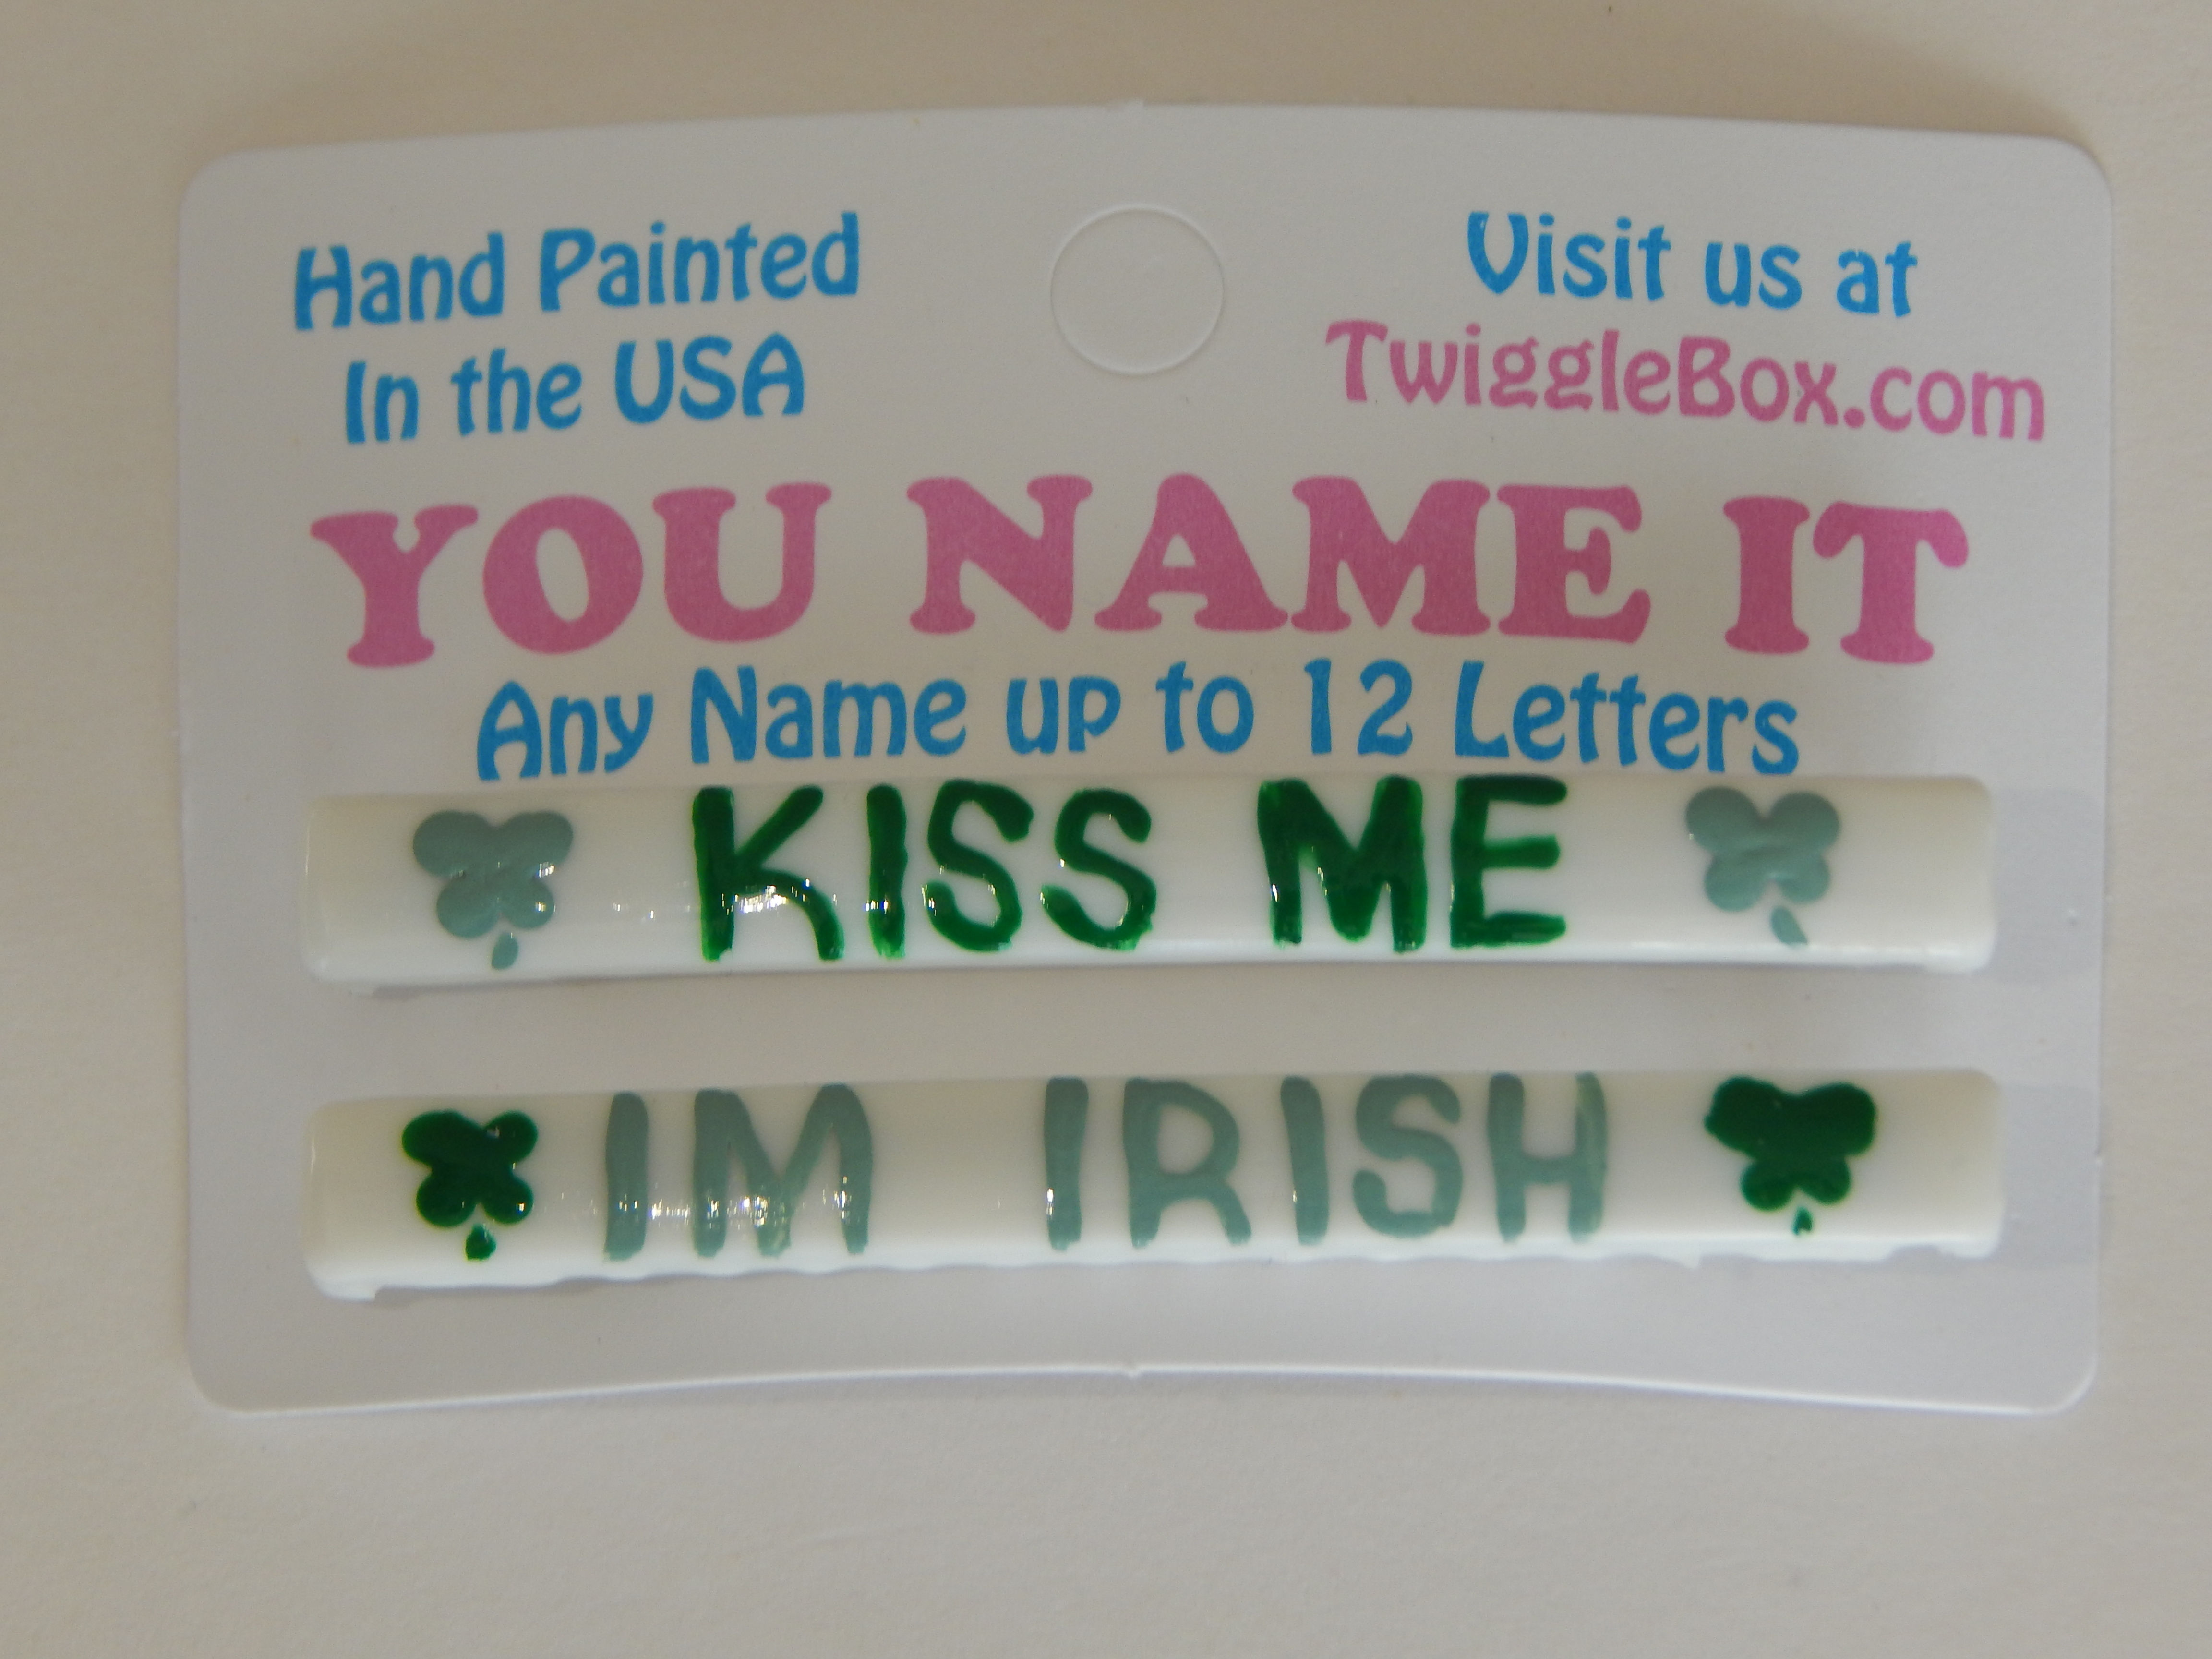 Hand Painted
In the USA
Visit us at
TwiggleBox.com
YOU NAME IT
Any Name up to 12 Letters
KISS ME
IM IRISH